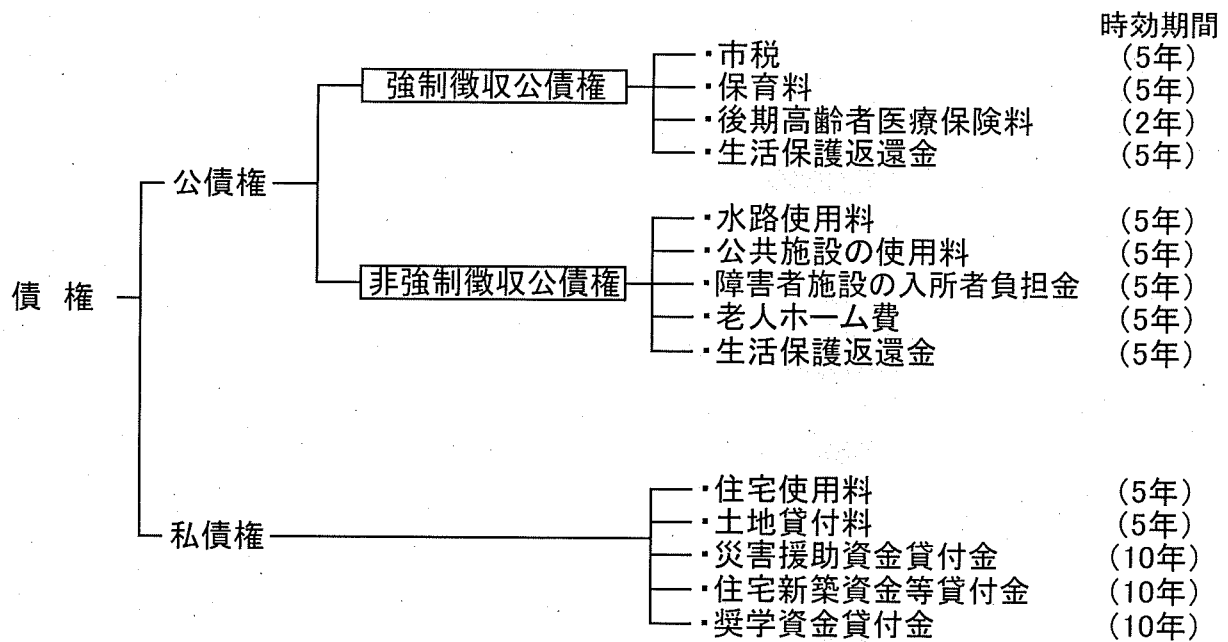 時効期間
債権
公債権
強制徴収公債権
・市税 (5年)
・保育料 (5年)
・後期高齢者医療保険料 (2年)
・生活保護返還金 (5年)
非強制徴収公債権
・水路使用料 (5年)
・公共施設の使用料 (5年)
・障害者施設の入所者負担金 (5年)
・老人ホーム費 (5年)
・生活保護返還金 (5年)
私債権
・住宅使用料 (5年)
・土地貸付料 (5年)
・災害援助資金貸付金 (10年)
・住宅新築資金等貸付金 (10年)
・奨学資金貸付金 (10年)